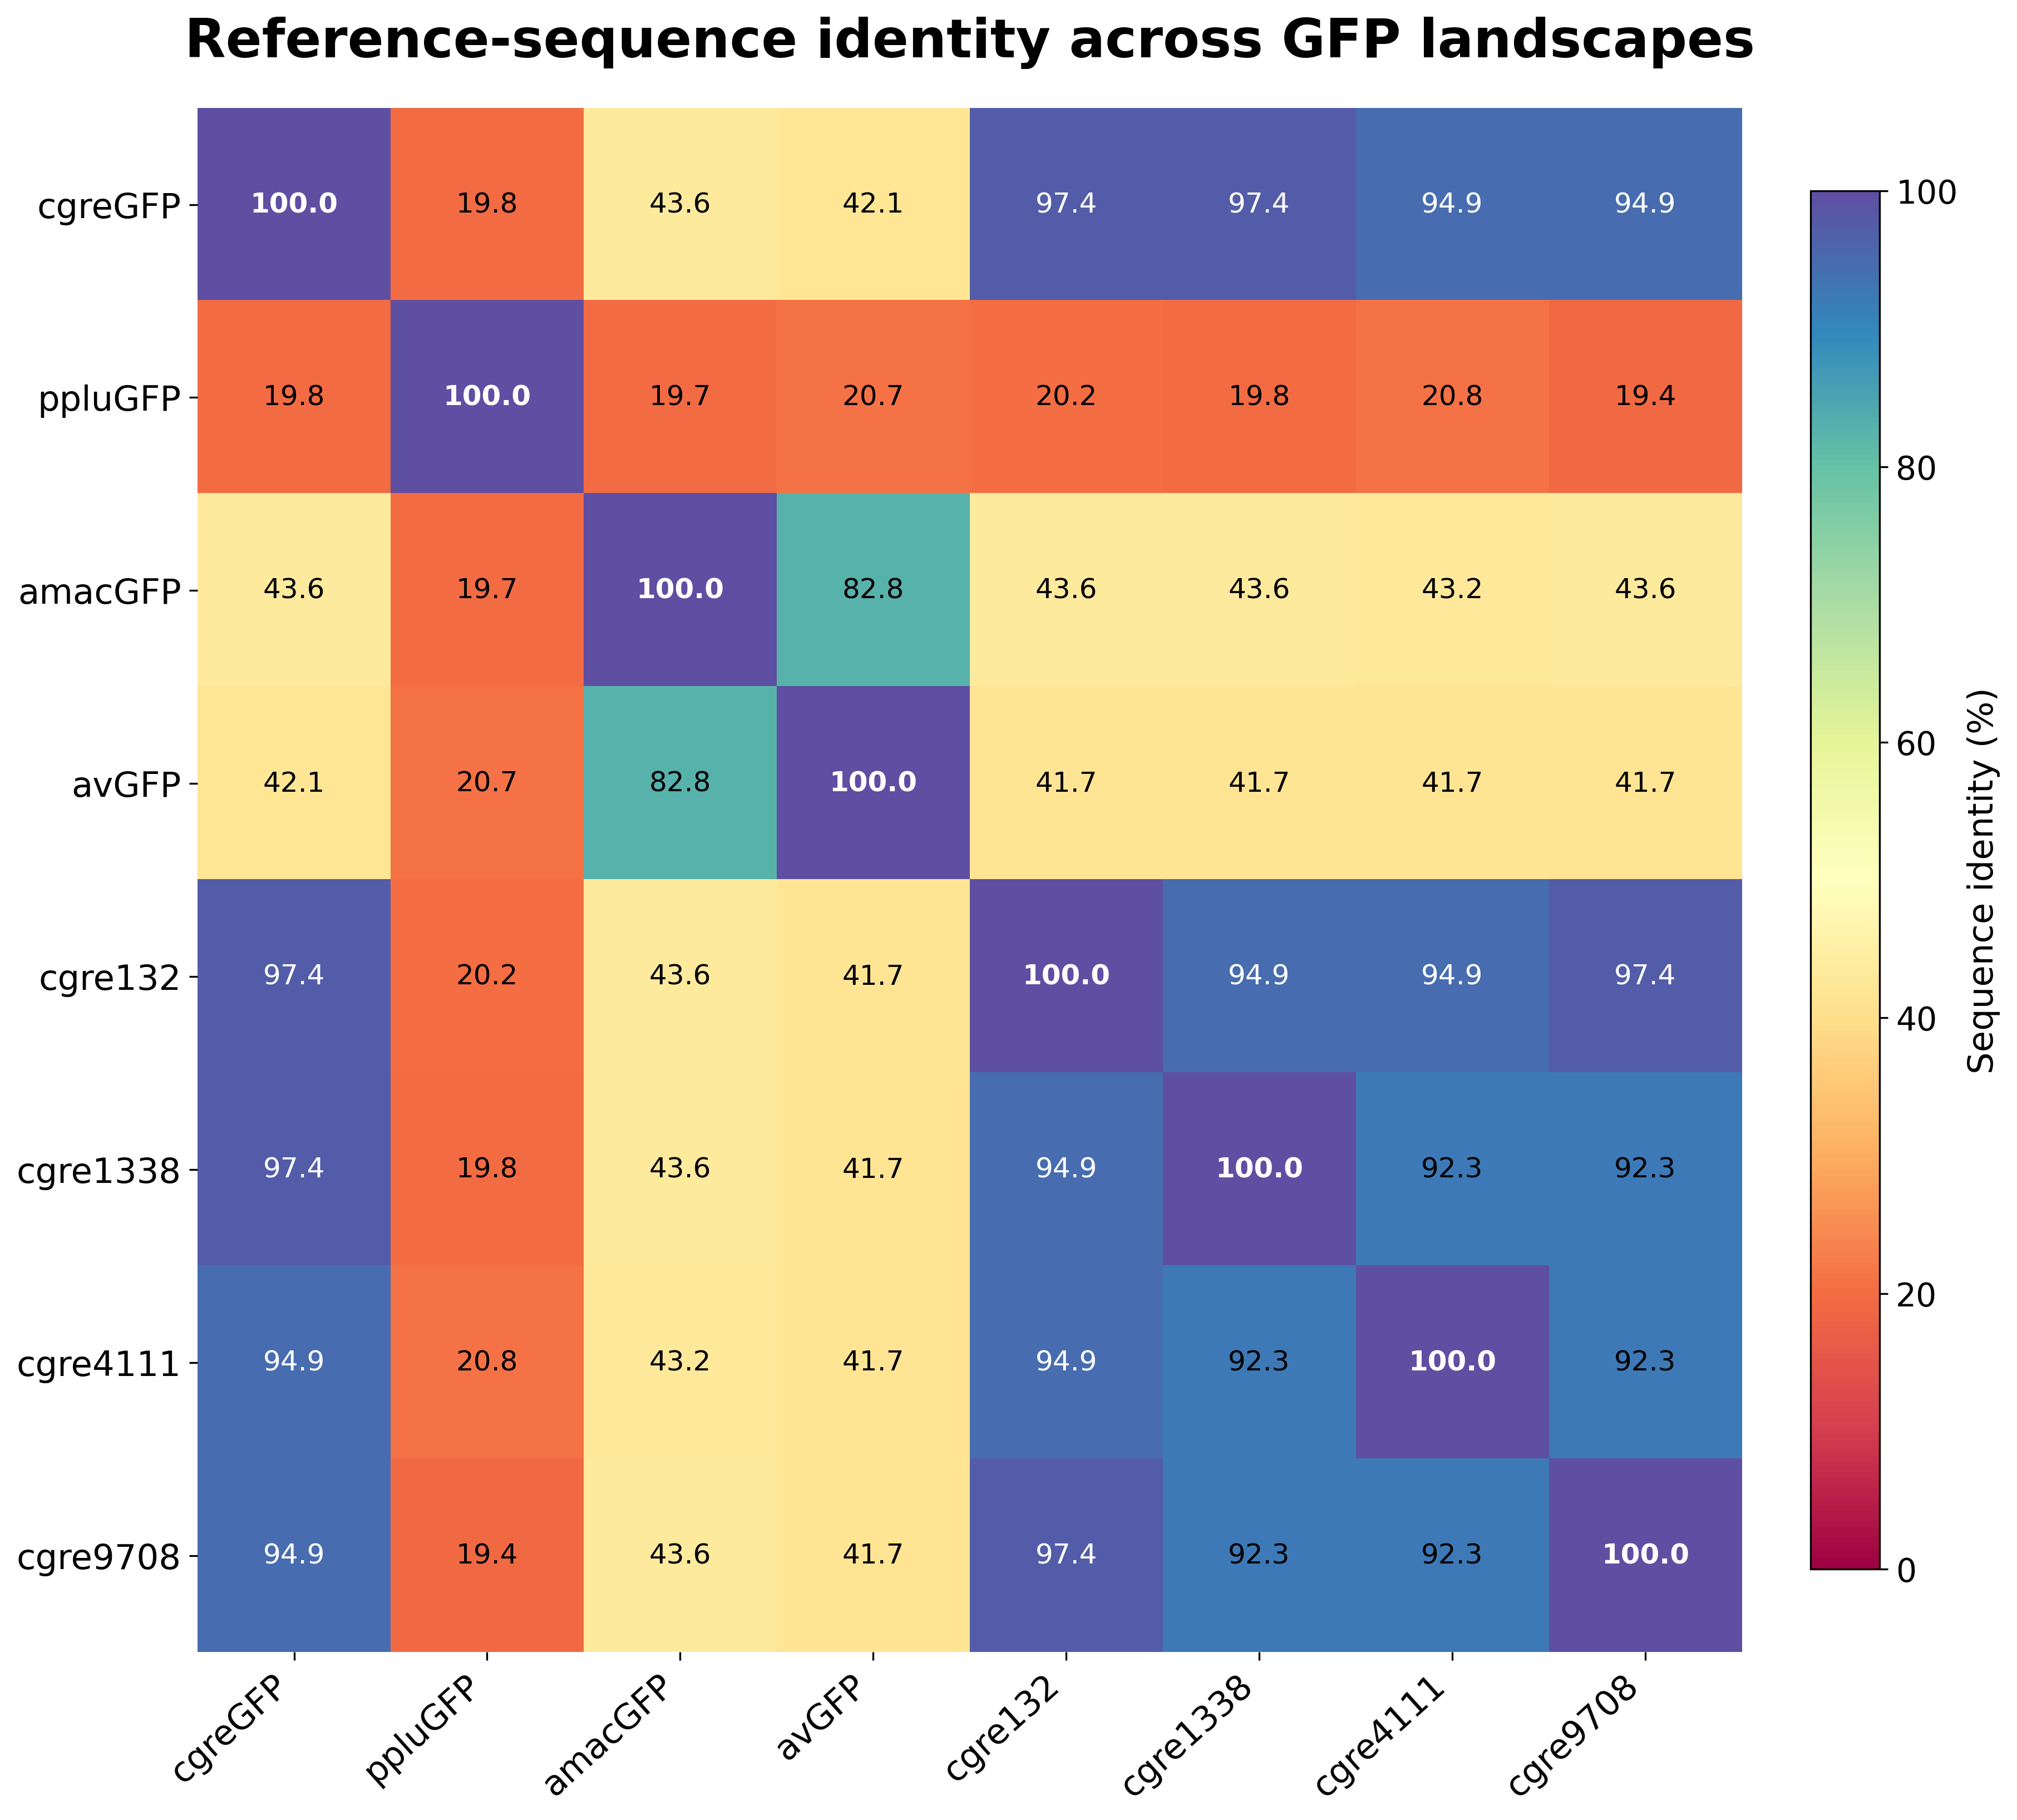 Reference-sequence identity across GFP landscapes
cgreGFP 100.0 19.8 43.6 42.1 97.4 97.4 94.9 94.9
ppluGFP 19.8 100.0 19.7 20.7 20.2 19.8 20.8 19.4
amacGFP 43.6 19.7 100.0 82.8 43.6 43.6 43.2 43.6
avGFP 42.1 20.7 82.8 100.0 41.7 41.7 41.7 41.7
cgre132 97.4 20.2 43.6 41.7 100.0 94.9 94.9 97.4
cgre1338 97.4 19.8 43.6 41.7 94.9 100.0 92.3 92.3
cgre4111 94.9 20.8 43.2 41.7 94.9 92.3 100.0 92.3
cgre9708 94.9 19.4 43.6 41.7 97.4 92.3 92.3 100.0
cgreGFP ppluGFP amacGFP avGFP cgre132 cgre1338 cgre4111 cgre9708
100
80
60
40
20
0
Sequence identity (%)